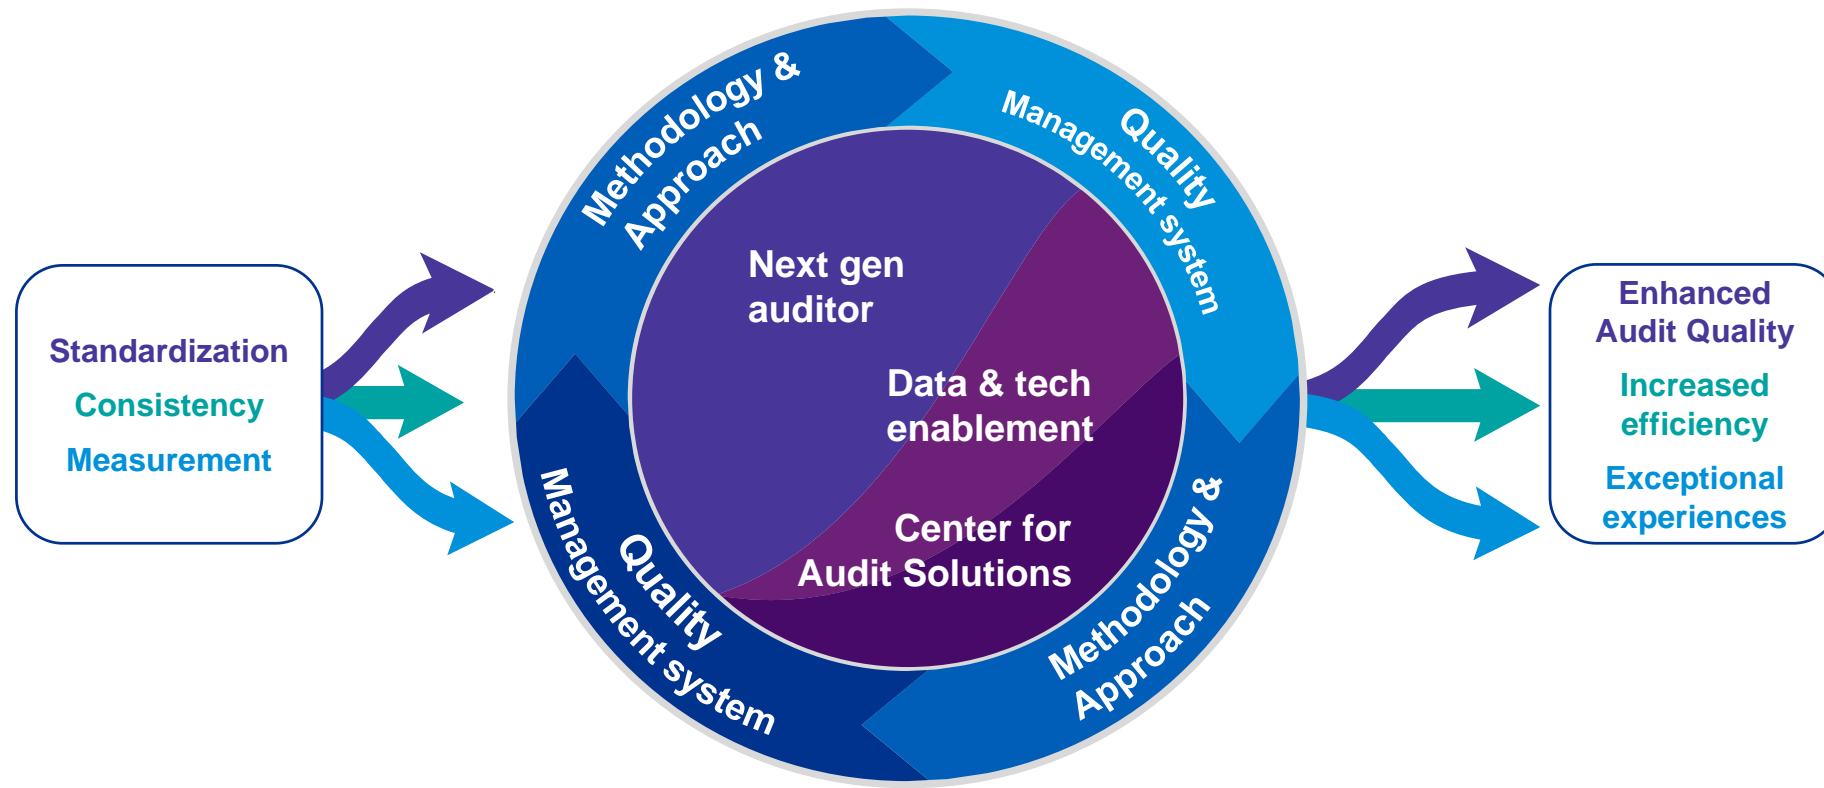 Standardization
Consistency
Measurement
Methodology &
Approach
Quality
Management system
Next gen
auditor
Data & tech
enablement
Center for
Audit Solutions
Quality
Management system
Methodology &
Approach
Enhanced
Audit Quality
Increased
efficiency
Exceptional
experiences